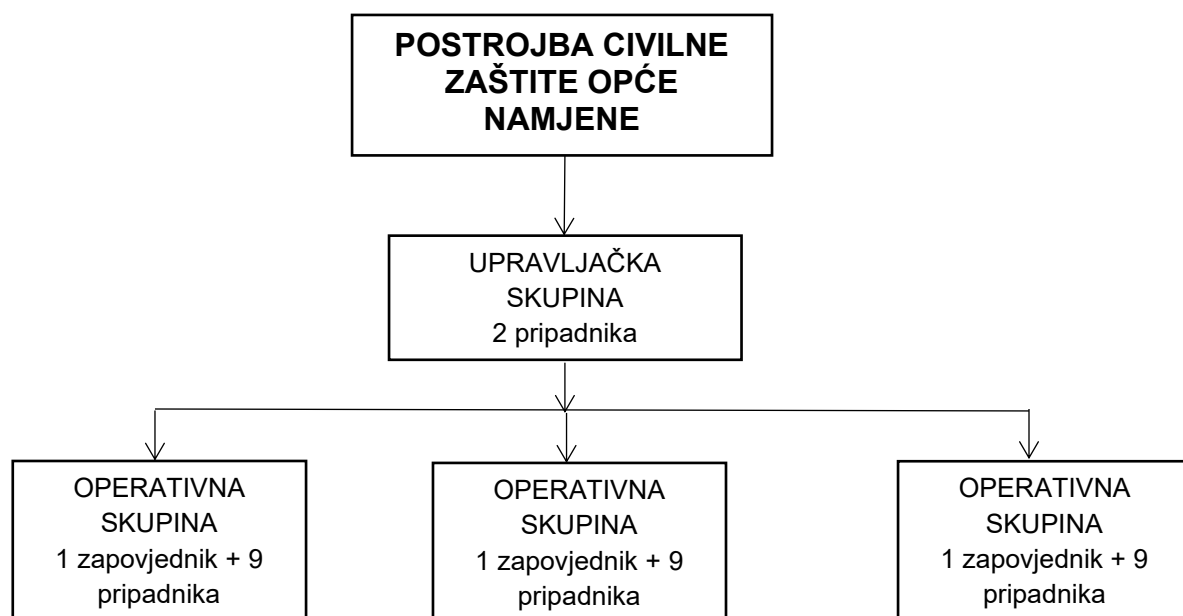 POSTROJBA CIVILNE
ZAŠTITE OPĆE
NAMJENE
UPRAVLJAČKA
SKUPINA
2 pripadnika
OPERATIVNA
SKUPINA
1 zapovjednik + 9
pripadnika
OPERATIVNA
SKUPINA
1 zapovjednik + 9
pripadnika
OPERATIVNA
SKUPINA
1 zapovjednik + 9
pripadnika